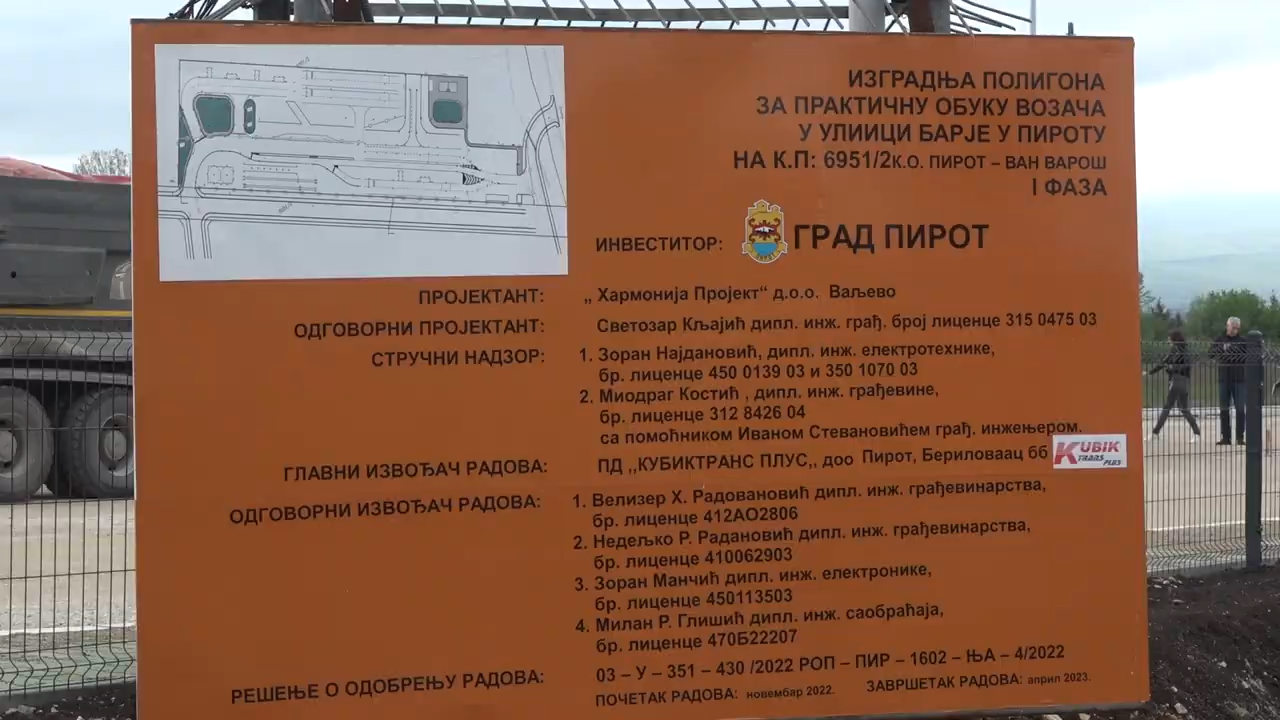 ИЗГРАДЊА ПОЛИГОНА
ЗА ПРАКТИЧНУ ОБУКУ ВОЗАЧА
У УЛИИЦИ БАРЈЕ У ПИРОТУ
НА К.П: 6951/2К.О. ПИРОТ – ВАН ВАРОШ
I ФАЗА
ИНВЕСТИТОР: ГРАД ПИРОТ
ПРОЈЕКТАНТ: „ Хармонија Пројект“ д.о.о. Ваљево
ОДГОВОРНИ ПРОЈЕКТАНТ: Светозар Кљајић дипл. инж. грађ. број лиценце 315 0475 03
СТРУЧНИ НАДЗОР: 1. Зоран Најдановић, дипл. инж. електротехнике,
бр. лиценце 450 0139 03 и 350 1070 03
2. Миодраг Костић , дипл. инж. грађевине,
бр. лиценце 312 8426 04
са помоћником Иваном Стевановићем грађ. инжењером.
ГЛАВНИ ИЗВОЂАЧ РАДОВА: ПД ,,КУБИКТРАНС ПЛУС,, доо Пирот, Бериловаац бб
KUBIK
TRANS PLUS
ОДГОВОРНИ ИЗВОЂАЧ РАДОВА: 1. Велизер Х. Радовановић дипл. инж. грађевинарства,
бр. лиценце 412АО2806
2. Недељко Р. Радановић дипл. инж. грађевинарства,
бр. лиценце 410062903
3. Зоран Манчић дипл. инж. електронике,
бр. лиценце 450113503
4. Милан Р. Глишић дипл. инж. саобраћаја,
бр. лиценце 470Б22207
РЕШЕЊЕ О ОДОБРЕЊУ РАДОВА: 03 – У – 351 – 430 /2022 РОП – ПИР – 1602 – ЊА – 4/2022
ПОЧЕТАК РАДОВА: новембар 2022. ЗАВРШЕТАК РАДОВА: април 2023.